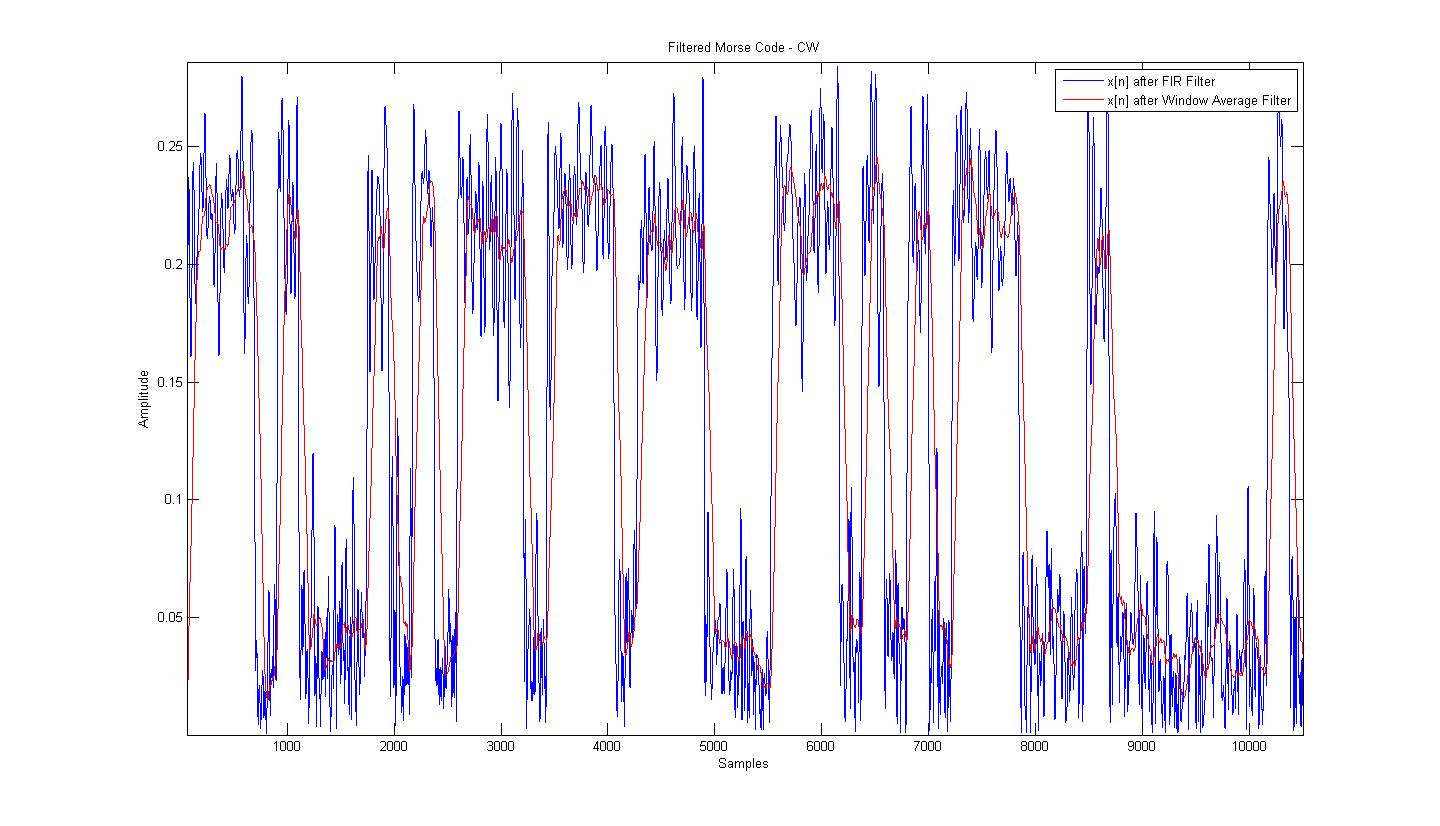 Filtered Morse Code - CW
x[n] after FIR Filter
x[n] after Window Average Filter
0.25
0.2
0.15
0.1
0.05
Amplitude
1000 2000 3000 4000 5000 6000 7000 8000 9000 10000
Samples